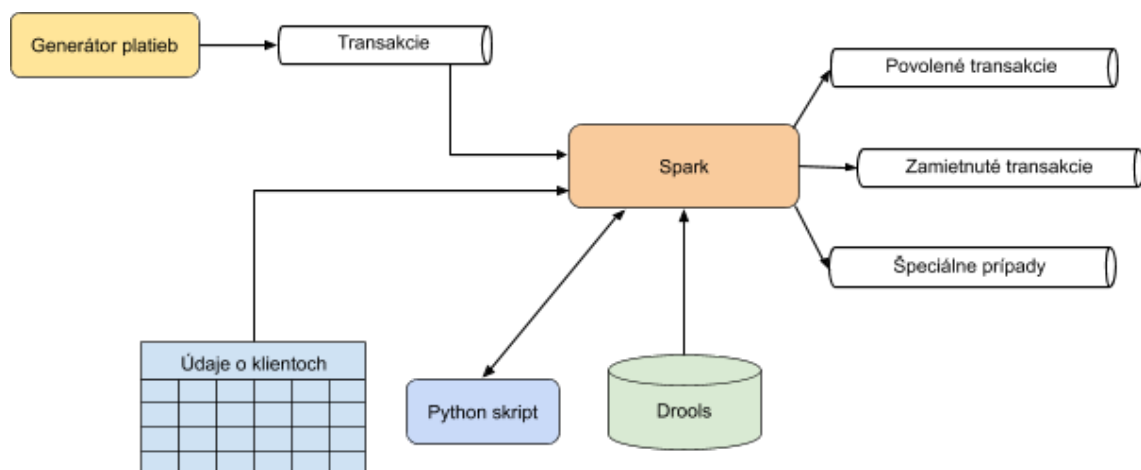 Generátor platieb
Transakcie
Povolené transakcie
Spark
Zamietnuté transakcie
Špeciálne prípady
Údaje o klientoch
Python skript
Drools